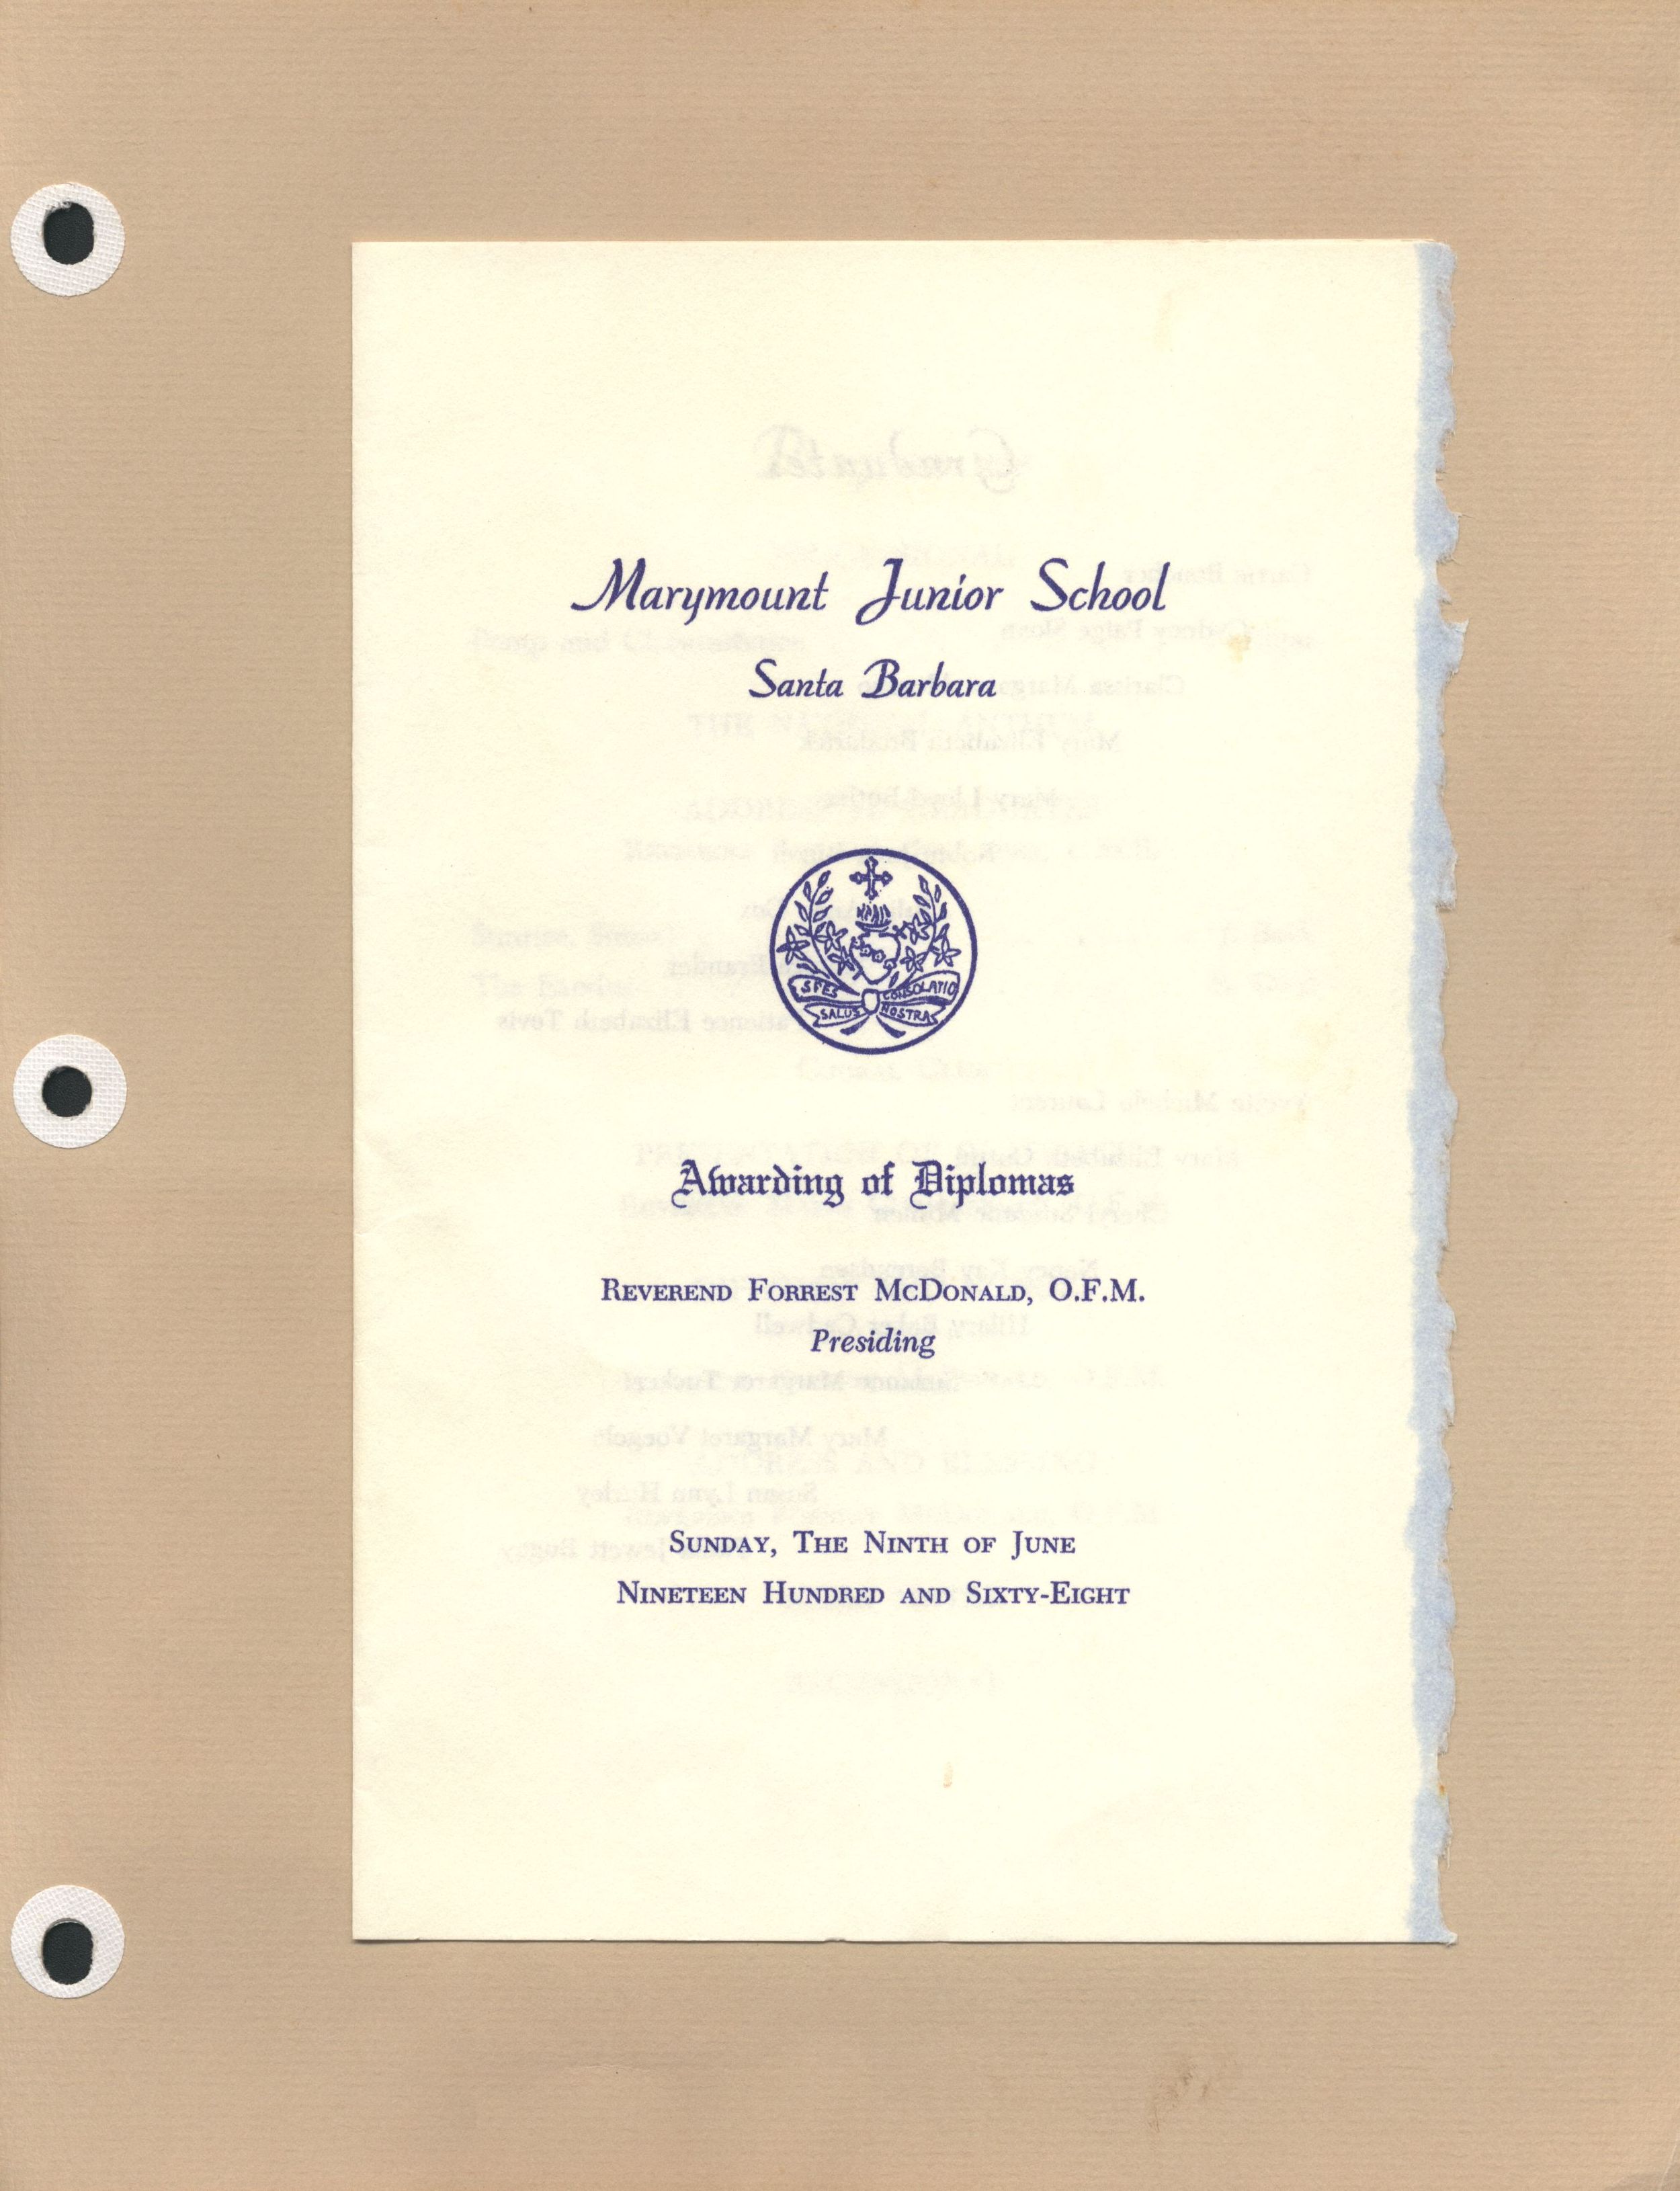 Marymount Junior School
Santa Barbara
SPES CONSOLATIO
SALUS NOSTRA
Awarding of Diplomas
REVEREND FORREST MCDONALD, O.F.M.
Presiding
SUNDAY, THE NINTH OF JUNE
NINETEEN HUNDRED AND SIXTY-EIGHT